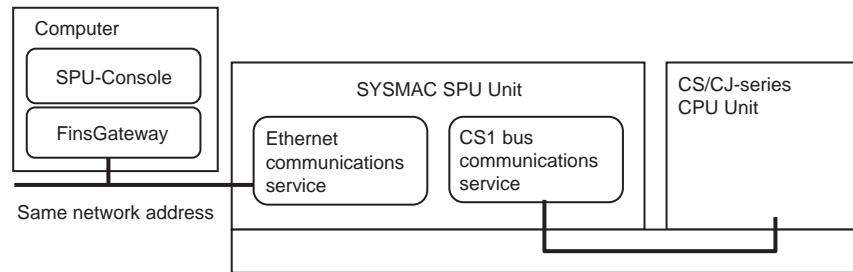 Computer
SPU-Console
FinsGateway
SYSMAC SPU Unit
CS/CJ-series
CPU Unit
Ethernet
communications
service
CS1 bus
communications
service
Same network address